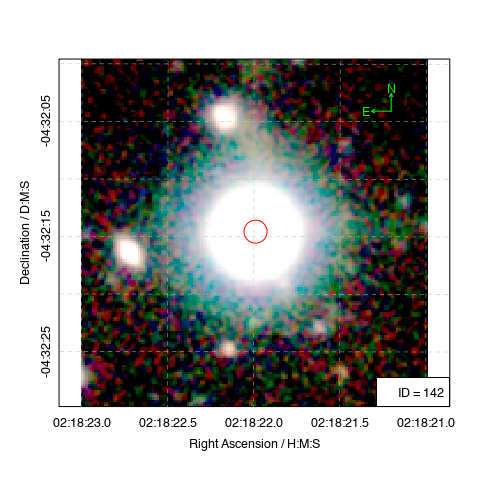 N
E
Declination / D:M:S
-04:32:05
-04:32:15
-04:32:25
ID = 142
02:18:23.0 02:18:22.5 02:18:22.0 02:18:21.5 02:18:21.0
Right Ascension / H:M:S